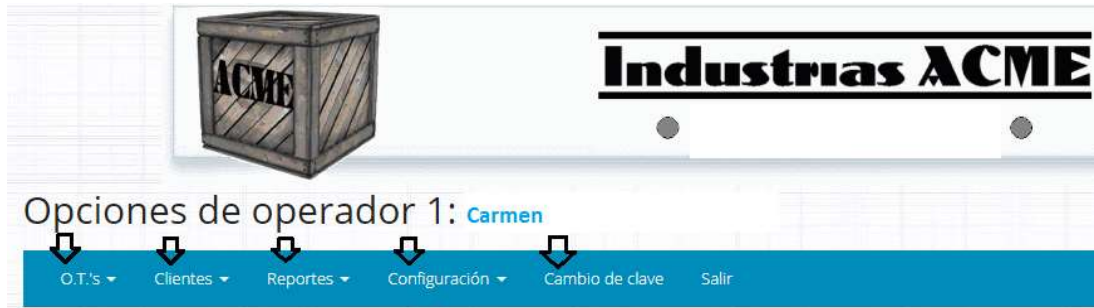 ACME
Industrias ACME
Opciones de operador 1: Carmen
O.T.'s Clientes Reportes Configuración Cambio de clave Salir